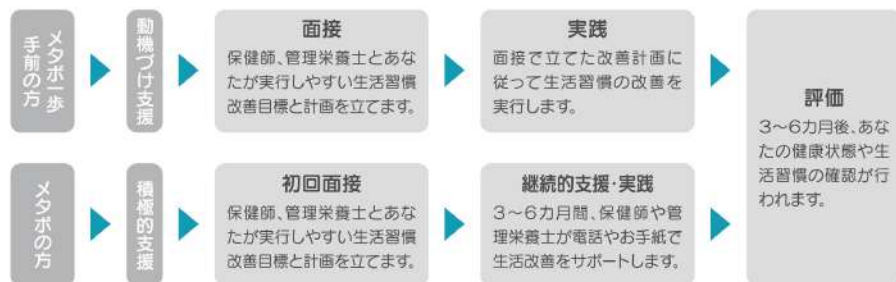 メタボ一歩
手前の方
動機づけ支援
面接
保健師、管理栄養士とあな
たが実行しやすい生活習慣
改善目標と計画を立てます。
実践
面接で立てた改善計画に
従って生活習慣の改善を
実行します。
メタボの方
積極的支援
初回面接
保健師、管理栄養士とあな
たが実行しやすい生活習慣
改善目標と計画を立てます。
継続的支援・実践
3～6カ月間、保健師や管
理栄養士が電話やお手紙で
生活改善をサポートします。
評価
3～6カ月後、あな
たの健康状態や生
活習慣の確認が行
われます。